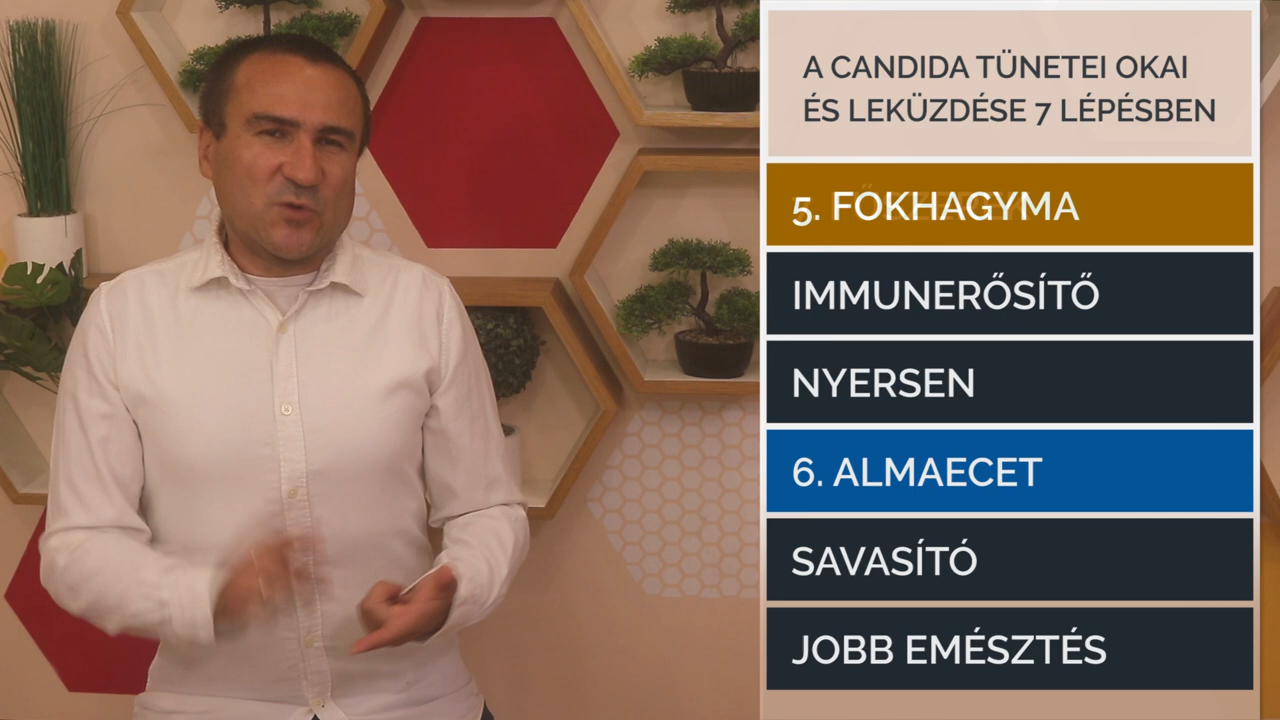 A CANDIDA TÜNETEI OKAI
ÉS LEKÜZDÉSE 7 LÉPÉSBEN
5. FOKHAGYMA
IMMUNERŐSÍTŐ
NYERSEN
6. ALMAECET
SAVASÍTÓ
JOBB EMÉSZTÉS